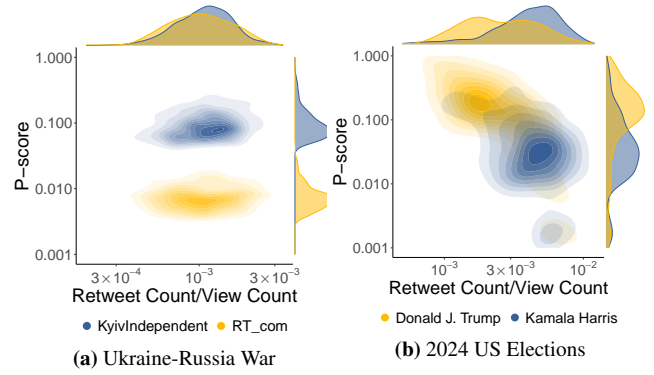 1.000
0.100
0.010
0.001
P−score
3×10⁻⁴ 10⁻³ 3×10⁻³
Retweet Count/View Count
KyivIndependent RT_com
(a) Ukraine-Russia War
1.000
0.100
0.010
0.001
P−score
10⁻³ 3×10⁻³ 10⁻²
Retweet Count/View Count
Donald J. Trump Kamala Harris
(b) 2024 US Elections